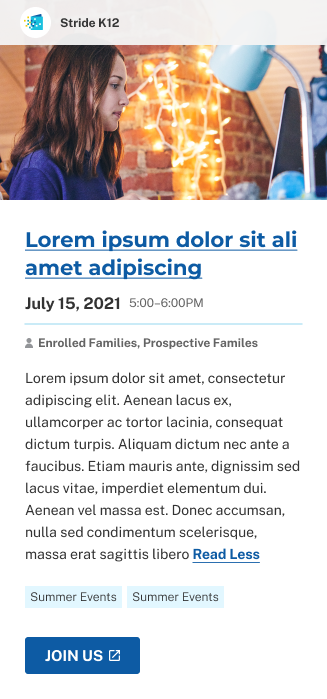 Stride K12
Lorem ipsum dolor sit ali
amet adipiscing
July 15, 2021 5:00–6:00PM
Enrolled Families, Prospective Familes
Lorem ipsum dolor sit amet, consectetur
adipiscing elit. Aenean lacus ex,
ullamcorper ac tortor lacinia, consequat
dictum turpis. Aliquam dictum nec ante a
faucibus. Etiam mauris ante, dignissim sed
lacus vitae, imperdiet elementum dui.
Aenean vel massa est. Donec accumsan,
nulla sed condimentum scelerisque,
massa erat sagittis libero Read Less
Summer Events Summer Events
JOIN US